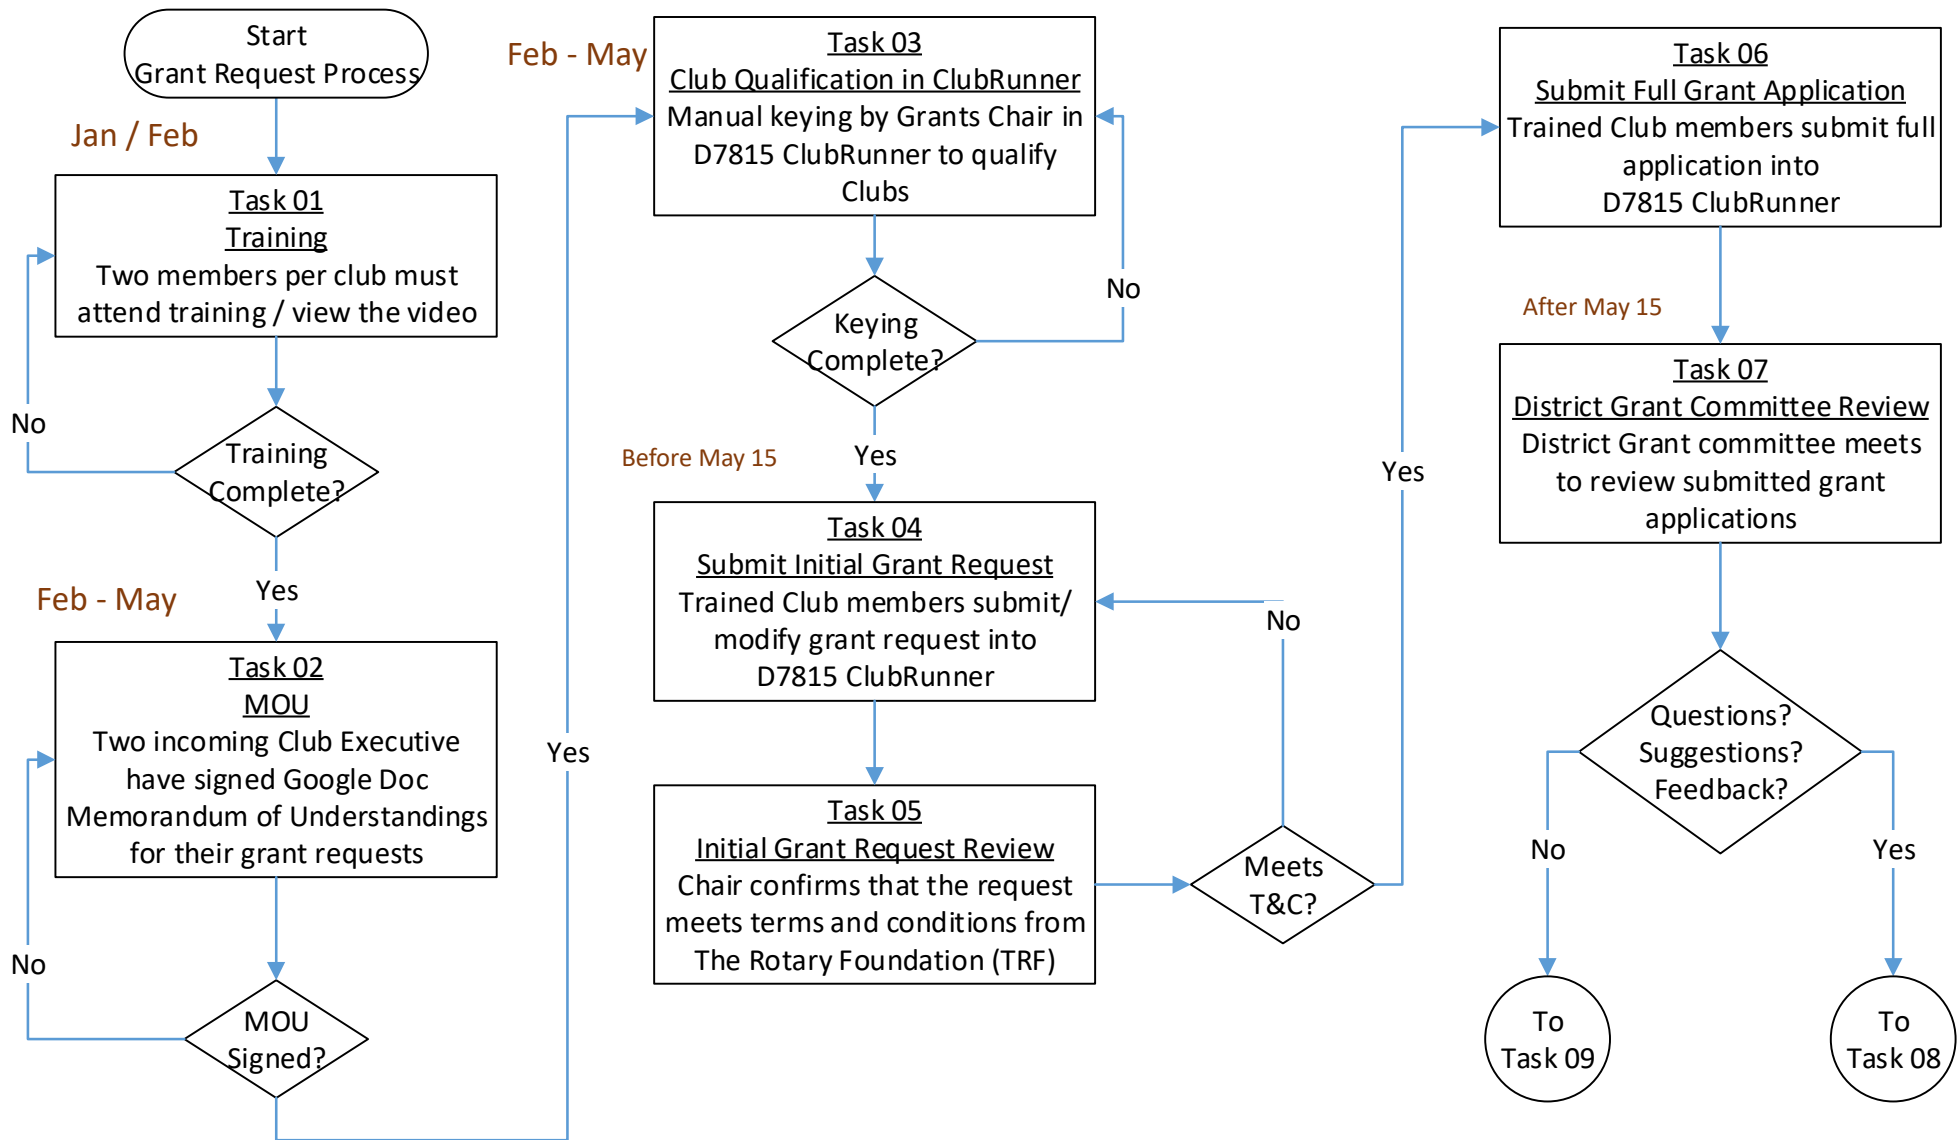 Start
Grant Request Process
Jan / Feb
Task 01
Training
Two members per club must
attend training / view the video
No
Training
Complete?
Yes
Feb - May
Task 02
MOU
Two incoming Club Executive
have signed Google Doc
Memorandum of Understandings
for their grant requests
No
MOU
Signed?
Yes
Feb - May
Task 03
Club Qualification in ClubRunner
Manual keying by Grants Chair in
D7815 ClubRunner to qualify
Clubs
No
Keying
Complete?
Yes
Before May 15
Task 04
Submit Initial Grant Request
Trained Club members submit/
modify grant request into
D7815 ClubRunner
No
Task 05
Initial Grant Request Review
Chair confirms that the request
meets terms and conditions from
The Rotary Foundation (TRF)
Meets
T&C?
Yes
Task 06
Submit Full Grant Application
Trained Club members submit full
application into
D7815 ClubRunner
After May 15
Task 07
District Grant Committee Review
District Grant committee meets
to review submitted grant
applications
Questions?
Suggestions?
Feedback?
No
Yes
To
Task 09
To
Task 08